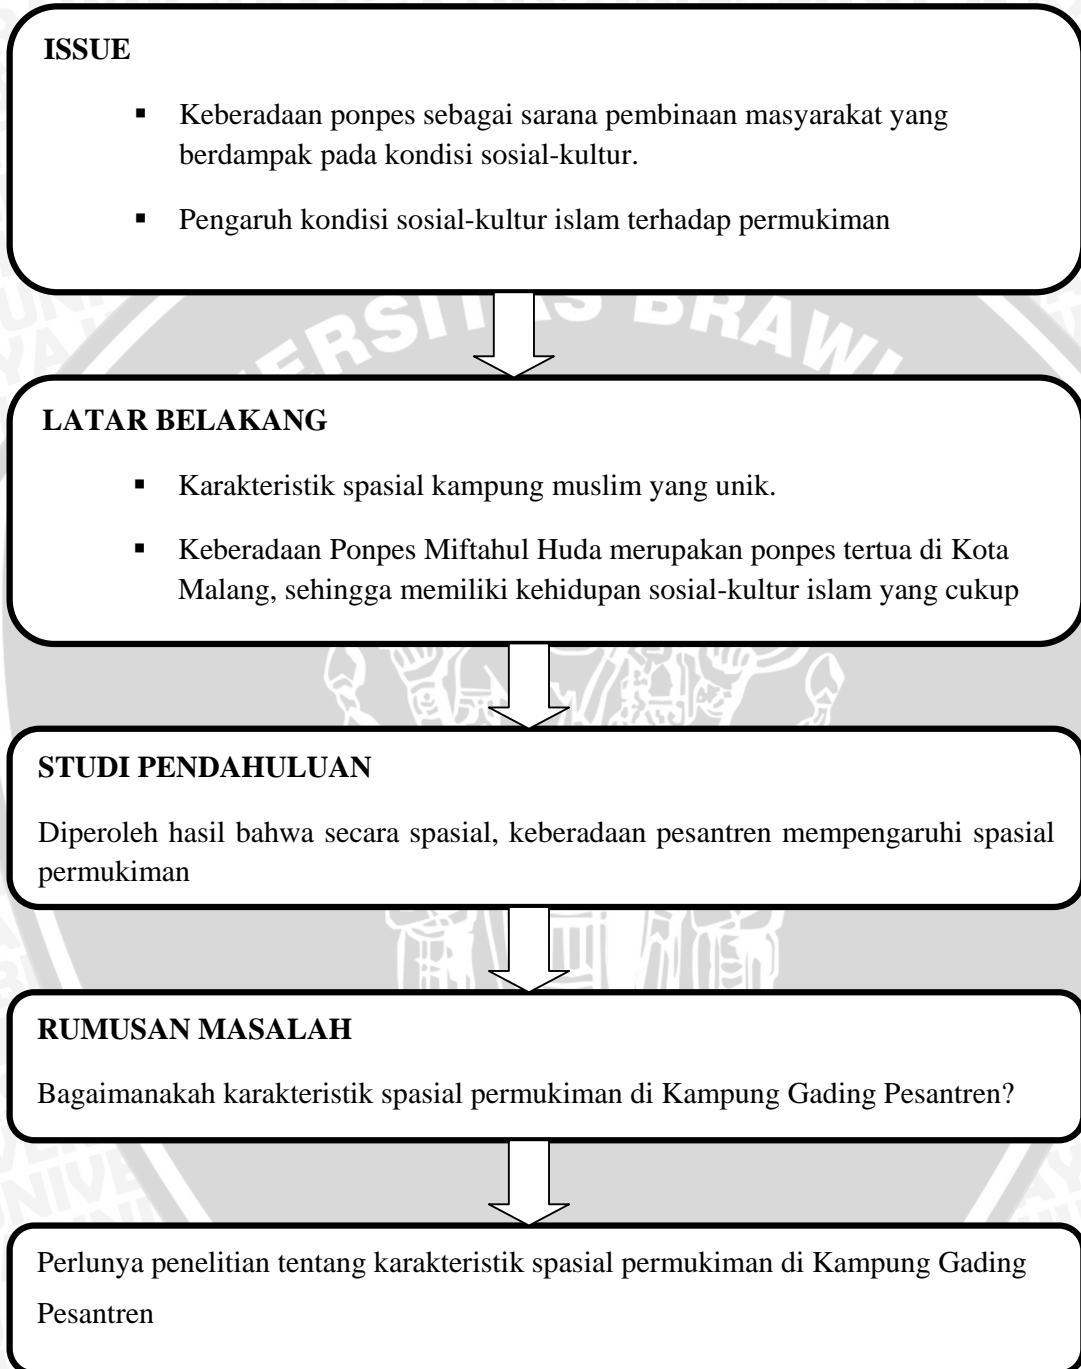 ISSUE
▪ Keberadaan ponpes sebagai sarana pembinaan masyarakat yang
berdampak pada kondisi sosial-kultur.
▪ Pengaruh kondisi sosial-kultur islam terhadap permukiman
ERSITAS BRAWI
LATAR BELAKANG
▪ Karakteristik spasial kampung muslim yang unik.
▪ Keberadaan Ponpes Miftahul Huda merupakan ponpes tertua di Kota
Malang, sehingga memiliki kehidupan sosial-kultur islam yang cukup
STUDI PENDAHULUAN
Diperoleh hasil bahwa secara spasial, keberadaan pesantren mempengaruhi spasial
permukiman
RUMUSAN MASALAH
Bagaimanakah karakteristik spasial permukiman di Kampung Gading Pesantren?
Perlunya penelitian tentang karakteristik spasial permukiman di Kampung Gading
Pesantren